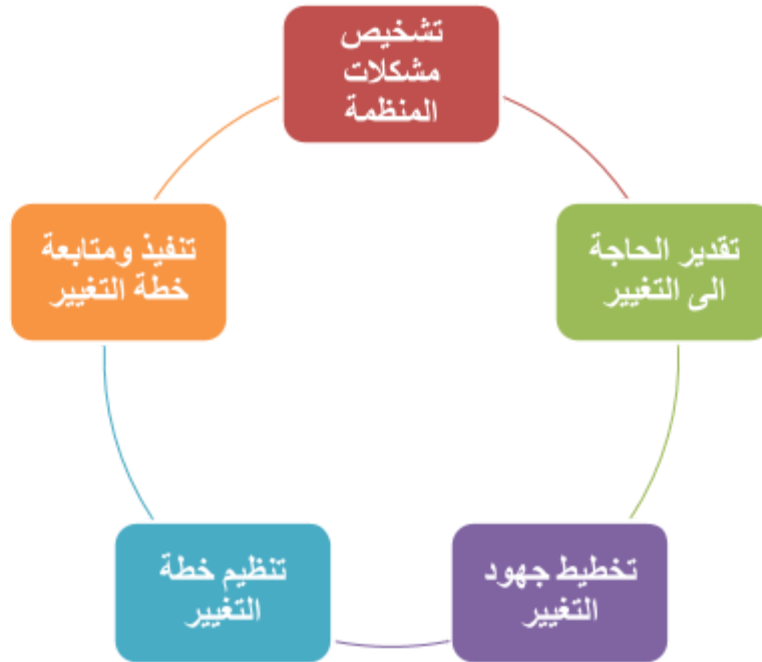 تشخيص
مشكلات
المنظمة
تقدير الحاجة
الى التغيير
تخطيط جهود
التغيير
تنظيم خطة
التغيير
تنفيذ ومتابعة
خطة التغيير